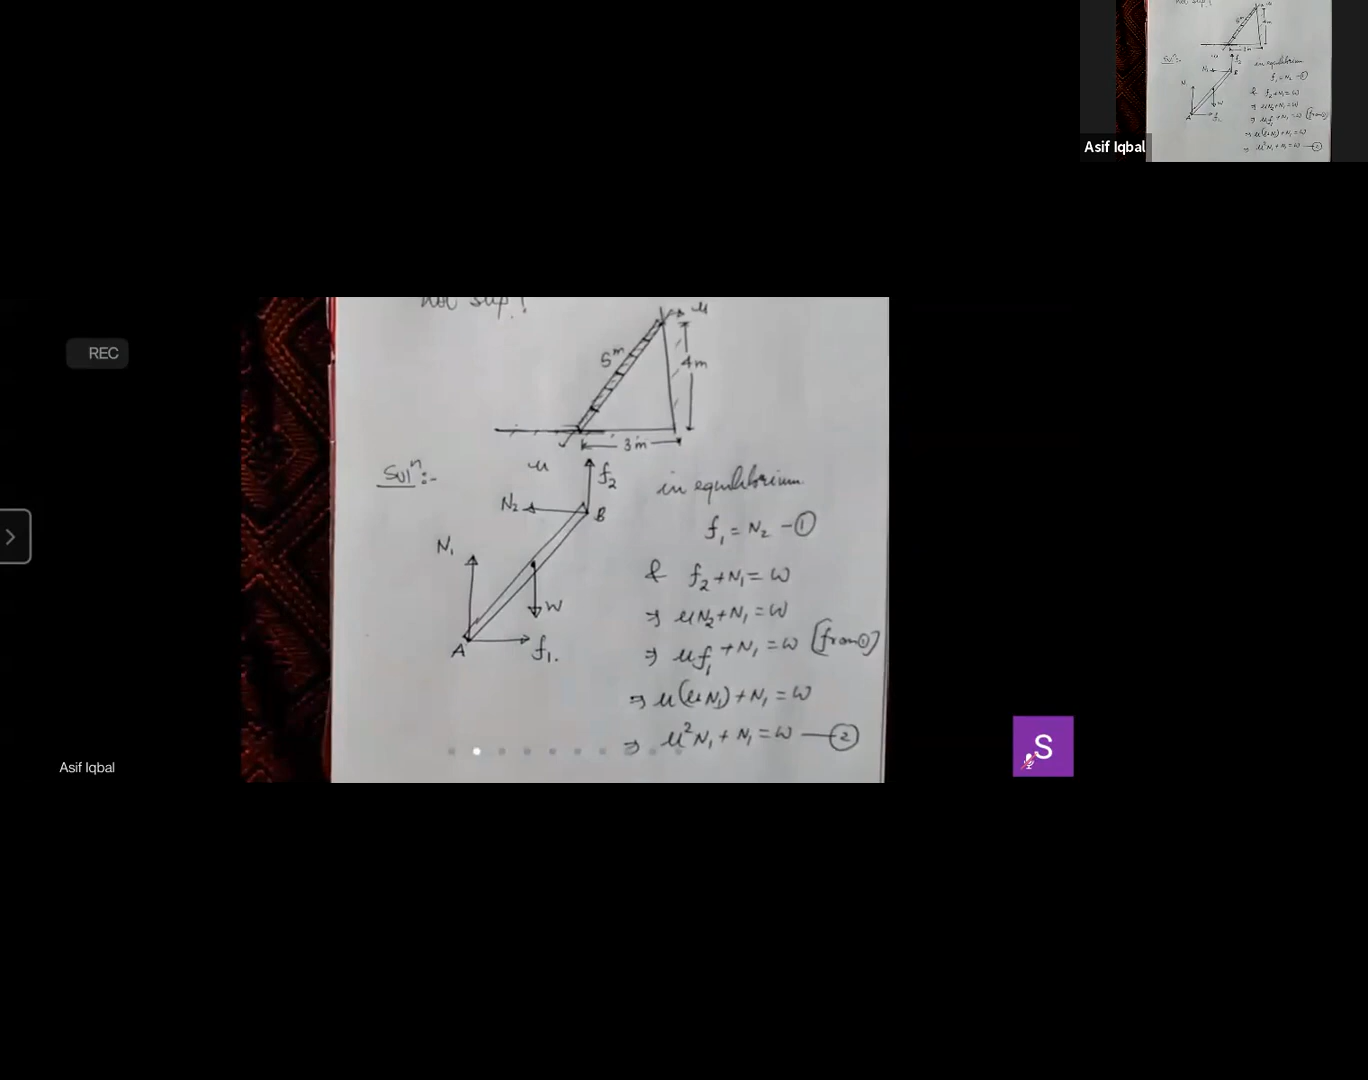 Asif Iqbal
REC
not slip?
μ
5m
4m
3m
μ
Solⁿ:-
f₂
N₂
B
N₁
W
A
f₁.
in equilibrium
f₁ = N₂ - ①
& f₂ + N₁ = W
⇒ μN₂ + N₁ = W
⇒ μf₁ + N₁ = W [from ①]
⇒ μ(μN₁) + N₁ = W
⇒ μ²N₁ + N₁ = W — ②
S
Asif Iqbal